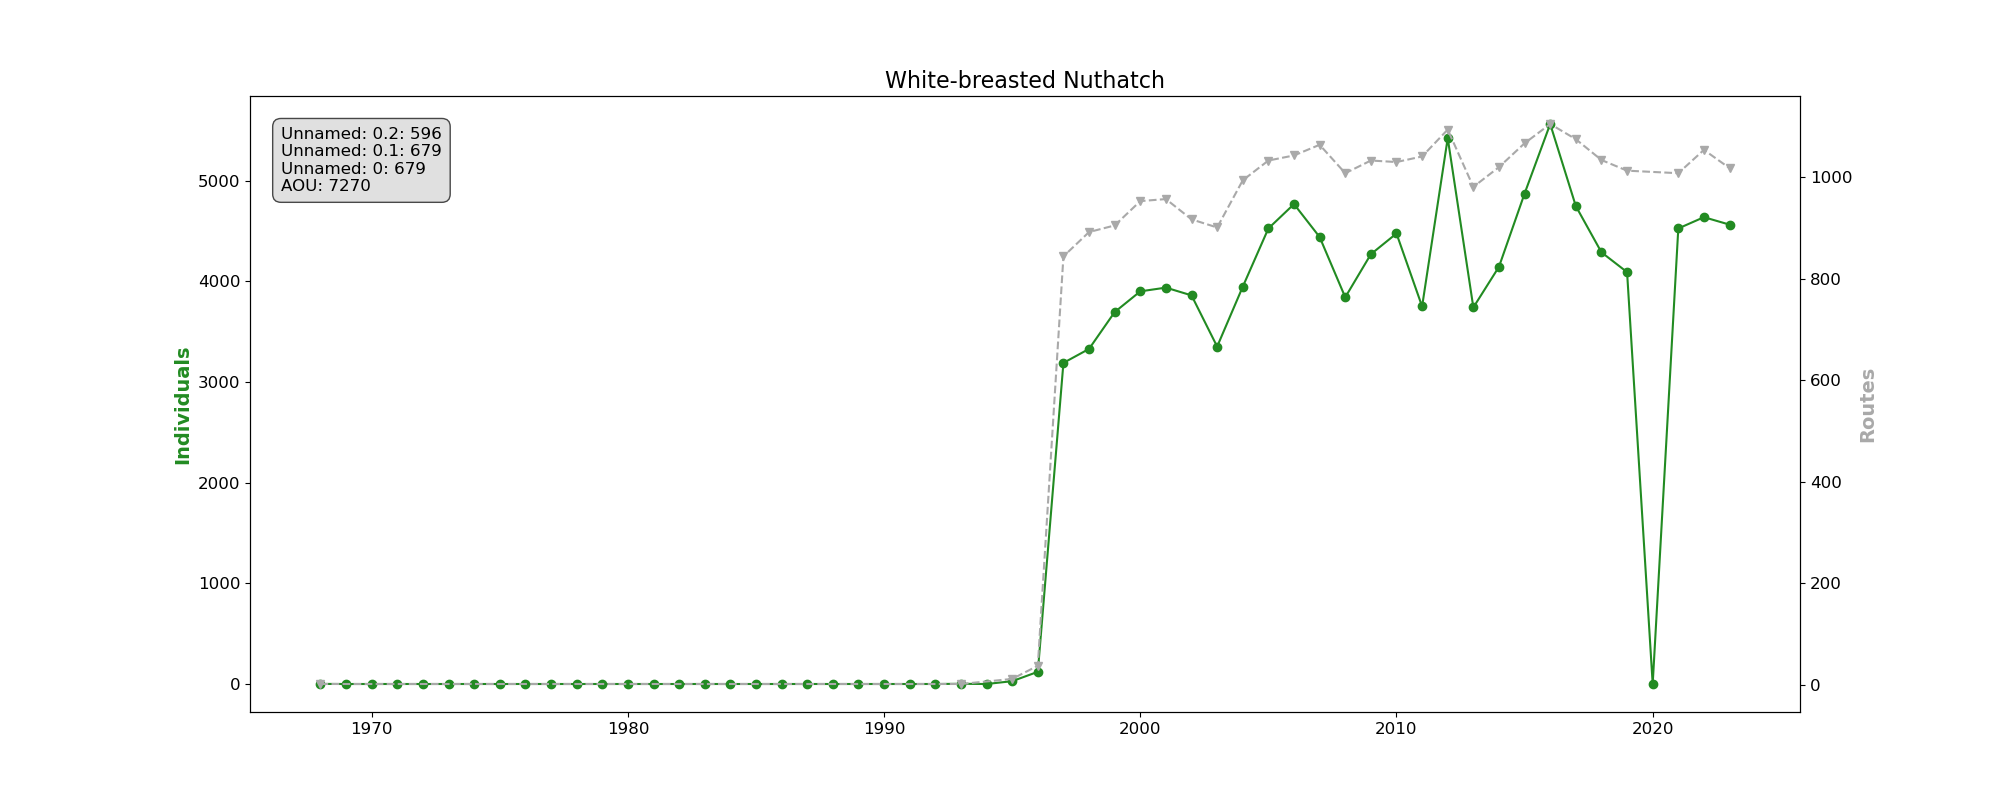 White-breasted Nuthatch
Unnamed: 0.2: 596
Unnamed: 0.1: 679
Unnamed: 0: 679
AOU: 7270
Individuals
5000
4000
3000
2000
1000
0
1000
800
600
400
200
0
Routes
1970 1980 1990 2000 2010 2020